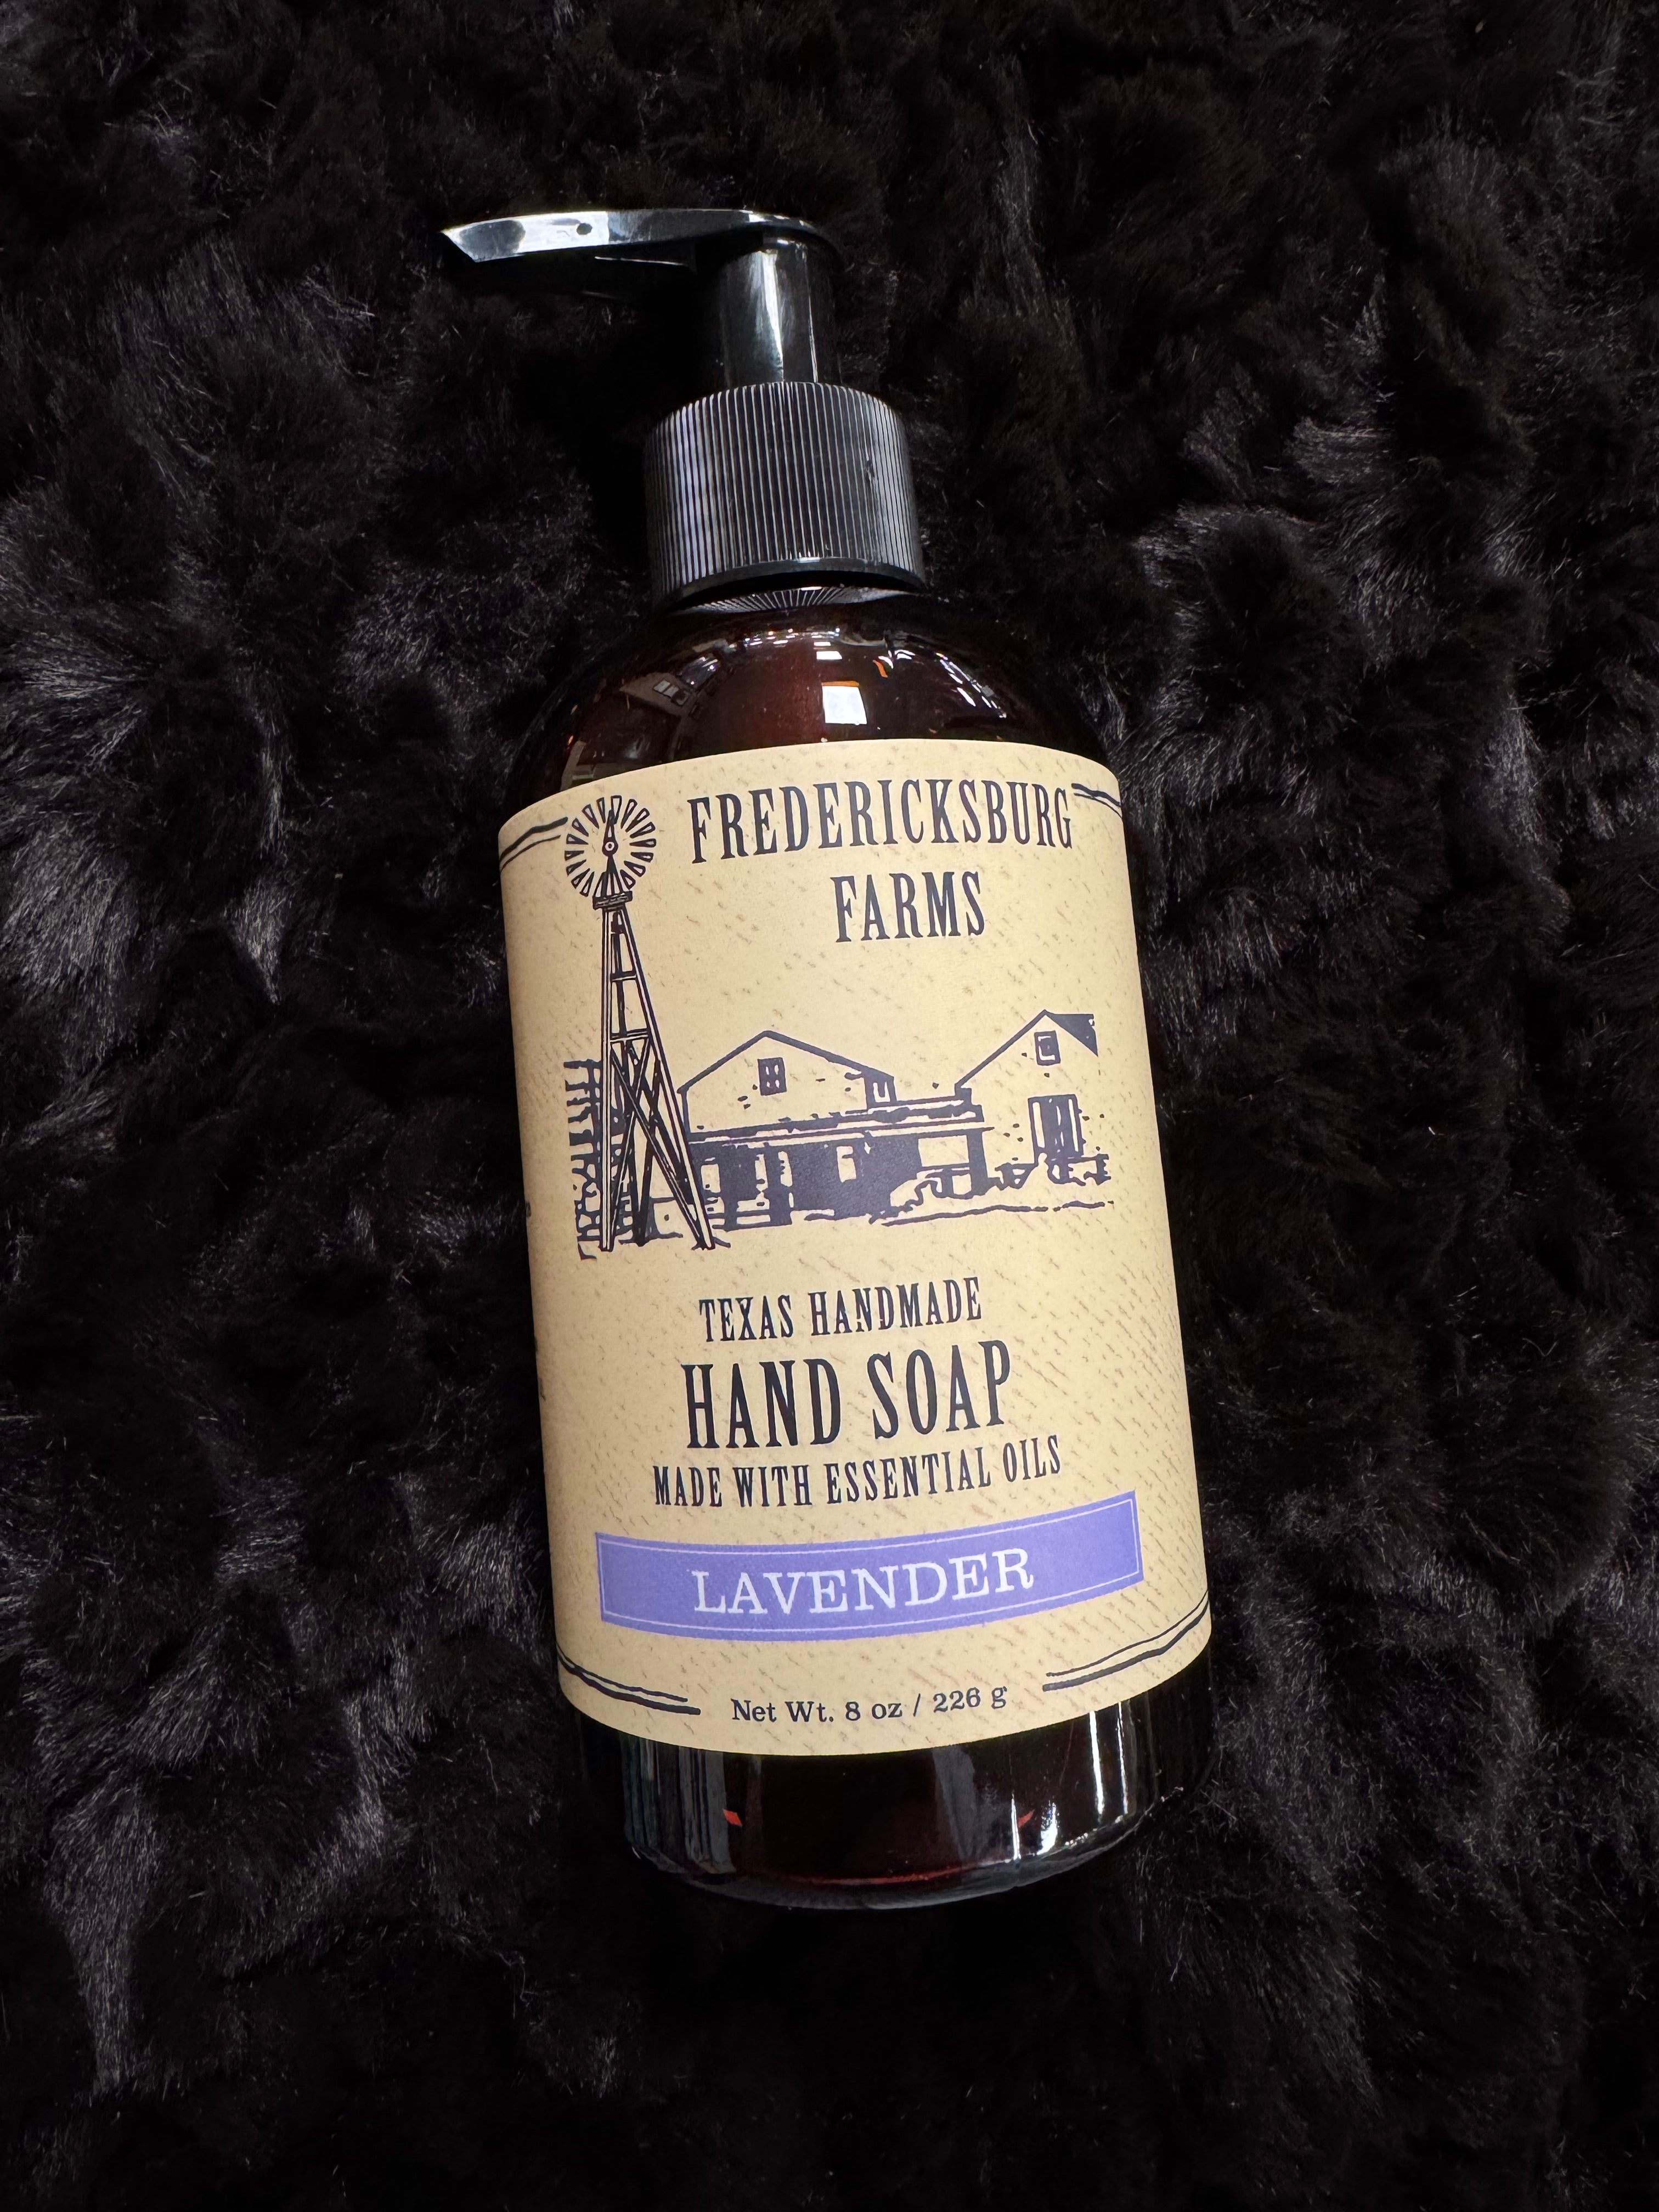 FREDERICKSBURG
FARMS
TEXAS HANDMADE
HAND SOAP
MADE WITH ESSENTIAL OILS
LAVENDER
Net Wt. 8 oz / 226 g